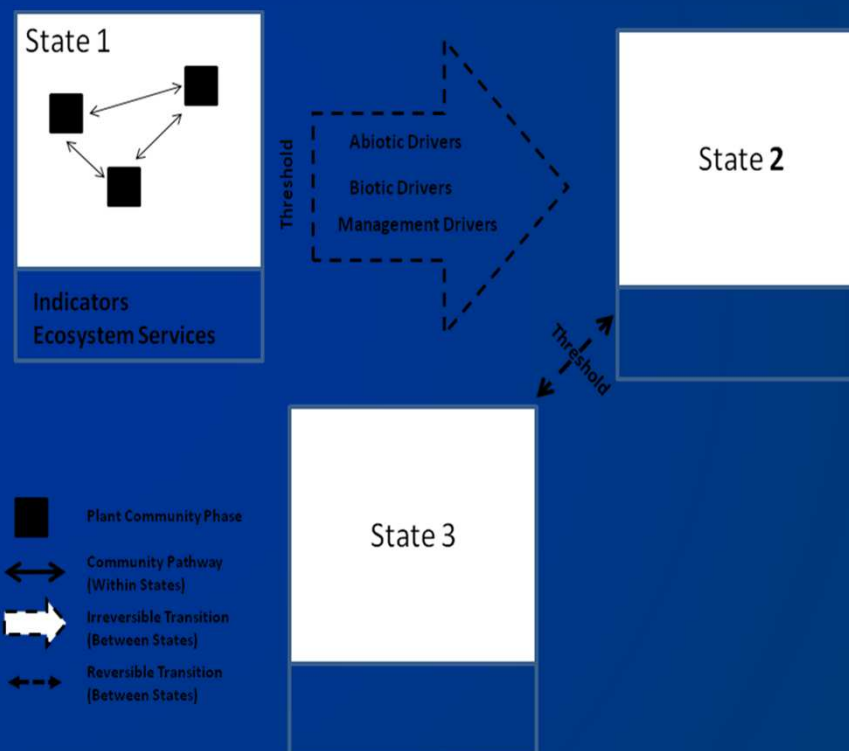 State 1
Indicators
Ecosystem Services
Threshold
Abiotic Drivers
Biotic Drivers
Management Drivers
State 2
Threshold
State 3
Plant Community Phase
Community Pathway
(Within States)
Irreversible Transition
(Between States)
Reversible Transition
(Between States)